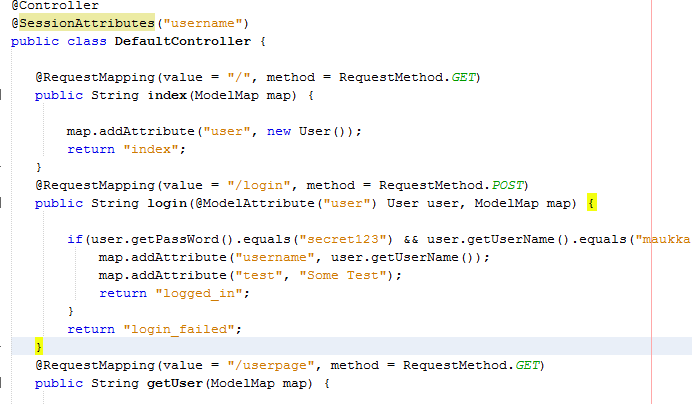 @Controller
@SessionAttributes("username")
public class DefaultController {
@RequestMapping(value = "/", method = RequestMethod.GET)
public String index(ModelMap map) {
map.addAttribute("user", new User());
return "index";
}
@RequestMapping(value = "/login", method = RequestMethod.POST)
public String login(@ModelAttribute("user") User user, ModelMap map) {
if(user.getPassWord().equals("secret123") && user.getUserName().equals("maukka
map.addAttribute("username", user.getUserName());
map.addAttribute("test", "Some Test");
return "logged_in";
}
return "login_failed";
}
@RequestMapping(value = "/userpage", method = RequestMethod.GET)
public String getUser(ModelMap map) {